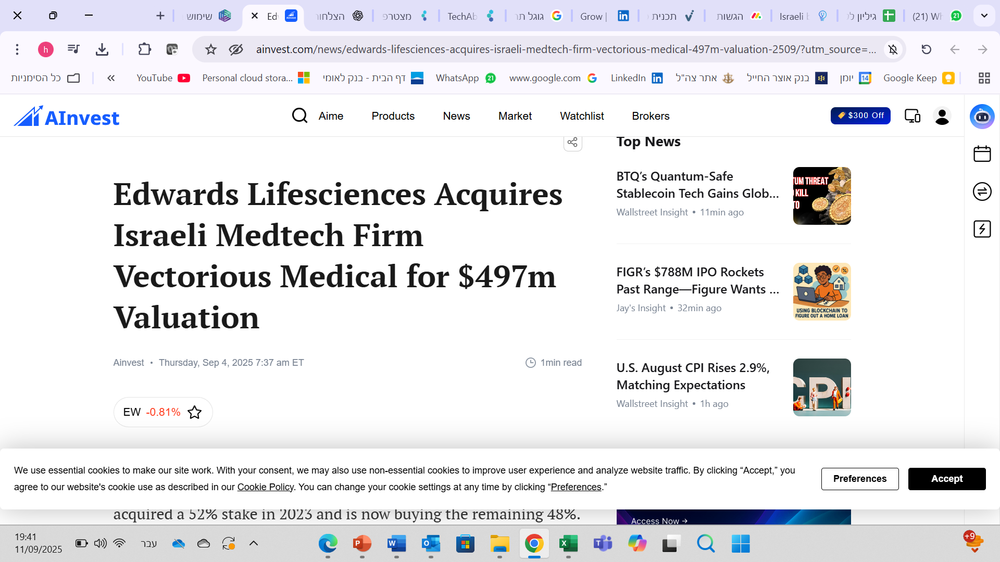 שימוש
Ed
הצלחו
מצטרפ
TechAb
גוגל תר
Grow |
תכנית
הגשות
Israeli
גיליון לל
(21) Wh
21
h
ainvest.com/news/edwards-lifesciences-acquires-israeli-medtech-firm-vectorious-medical-497m-valuation-2509/?utm_source=...
כל הסימניות
«
YouTube
Personal cloud stora...
דף הבית - בנק לאומי
WhatsApp
21
www.google.com
LinkedIn
אתר צה"ל
בנק אוצר החייל
יומן
14
Google Keep
AInvest
Aime
Products
News
Market
Watchlist
Brokers
$300 Off
Edwards Lifesciences Acquires
Israeli Medtech Firm
Vectorious Medical for $497m
Valuation
Ainvest • Thursday, Sep 4, 2025 7:37 am ET
1min read
EW -0.81%
Top News
BTQ’s Quantum-Safe
Stablecoin Tech Gains Glob...
Wallstreet Insight • 11min ago
UM THREAT
KILL
TO
FIGR’s $788M IPO Rockets
Past Range—Figure Wants ...
Jay's Insight • 32min ago
USING BLOCKCHAIN TO
FIGURE OUT A HOME LOAN
U.S. August CPI Rises 2.9%,
Matching Expectations
Wallstreet Insight • 1h ago
CPI
We use essential cookies to make our site work. With your consent, we may also use non-essential cookies to improve user experience and analyze website traffic. By clicking “Accept,” you
agree to our website's cookie use as described in our Cookie Policy. You can change your cookie settings at any time by clicking “Preferences.”
Preferences
Accept
acquired a 52% stake in 2023 and is now buying the remaining 48%.
Access Now →
19:41
11/09/2025
עבר
+9